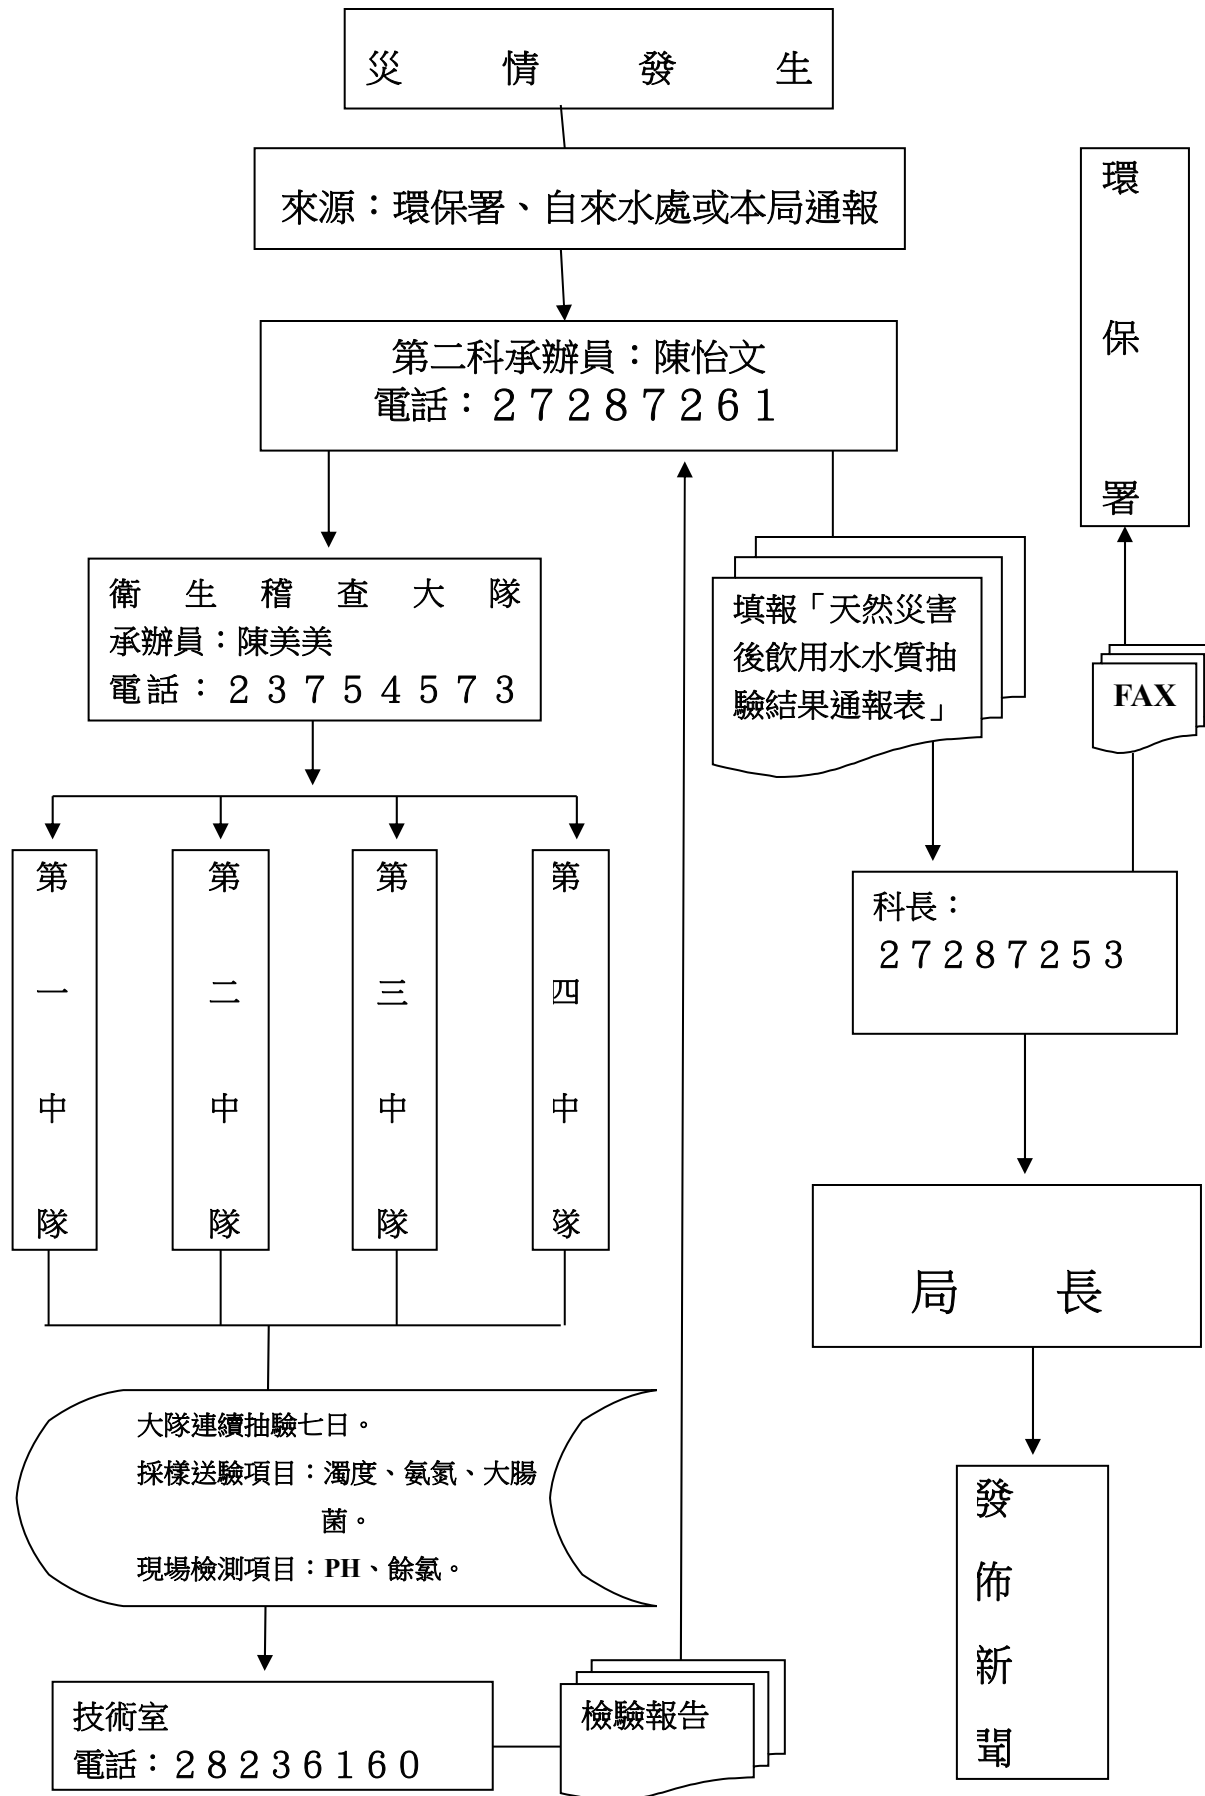 災情發生
來源：環保署、自來水處或本局通報
第二科承辦員：陳怡文
電話：２７２８７２６１
環保署
衛生稽查大隊
承辦員：陳美美
電話：２３７５４５７３
填報「天然災害
後飲用水水質抽
驗結果通報表」
FAX
第一中隊
第二中隊
第三中隊
第四中隊
科長：
２７２８７２５３
局長
大隊連續抽驗七日。
採樣送驗項目：濁度、氨氮、大腸
菌。
現場檢測項目：PH、餘氯。
發佈新聞
技術室
電話：２８２３６１６０
檢驗報告